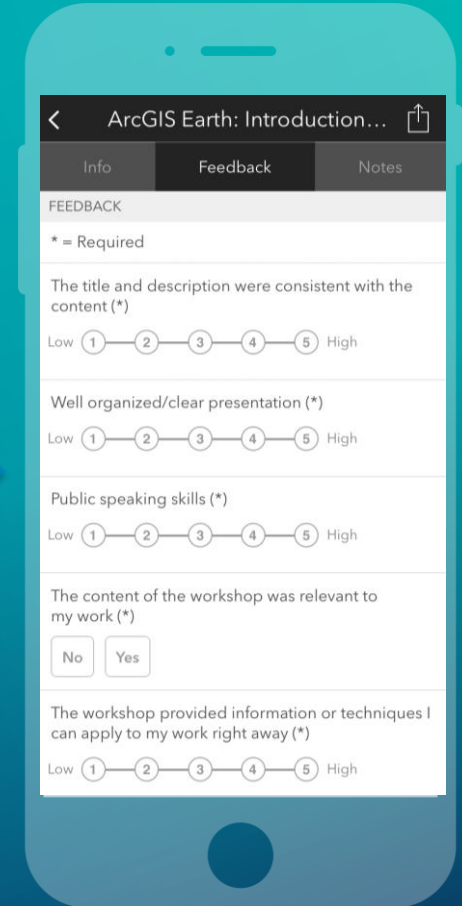 ArcGIS Earth: Introduction...
Info Feedback Notes
FEEDBACK
* = Required
The title and description were consistent with the
content (*)
Low 1 2 3 4 5 High
Well organized/clear presentation (*)
Low 1 2 3 4 5 High
Public speaking skills (*)
Low 1 2 3 4 5 High
The content of the workshop was relevant to
my work (*)
No Yes
The workshop provided information or techniques I
can apply to my work right away (*)
Low 1 2 3 4 5 High